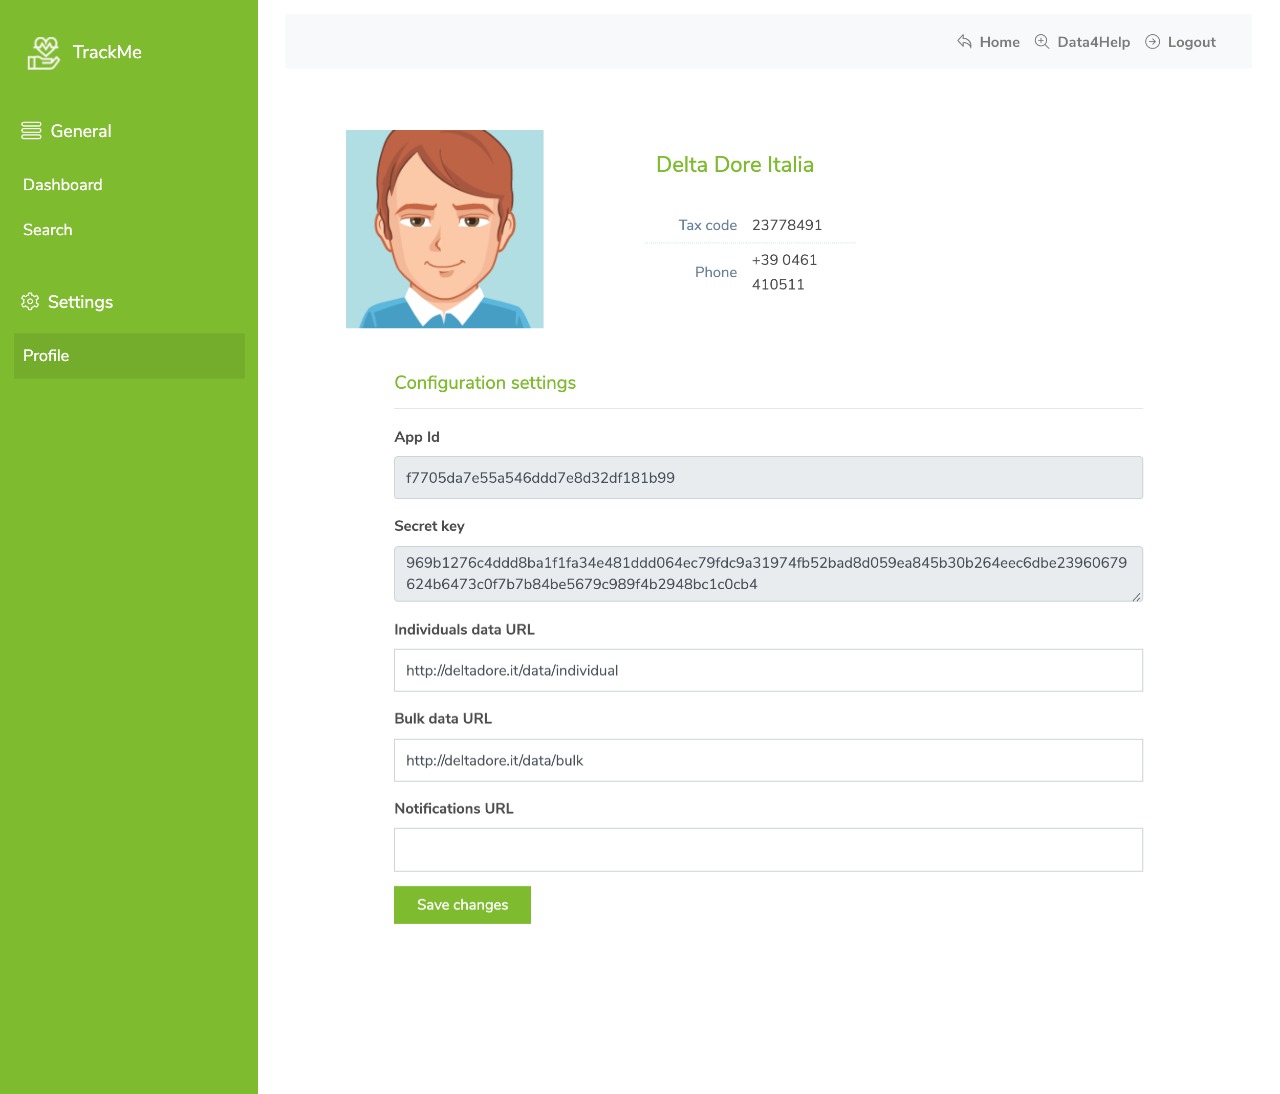 TrackMe
Home Data4Help Logout
General
Dashboard
Search
Settings
Profile
Delta Dore Italia
Tax code 23778491
Phone +39 0461
410511
Configuration settings
App Id
f7705da7e55a546ddd7e8d32df181b99
Secret key
969b1276c4ddd8ba1f1fa34e481ddd064ec79fdc9a31974fb52bad8d059ea845b30b264eec6dbe23960679
624b6473c0f7b7b84be5679c989f4b2948bc1c0cb4
Individuals data URL
http://deltadore.it/data/individual
Bulk data URL
http://deltadore.it/data/bulk
Notifications URL
Save changes